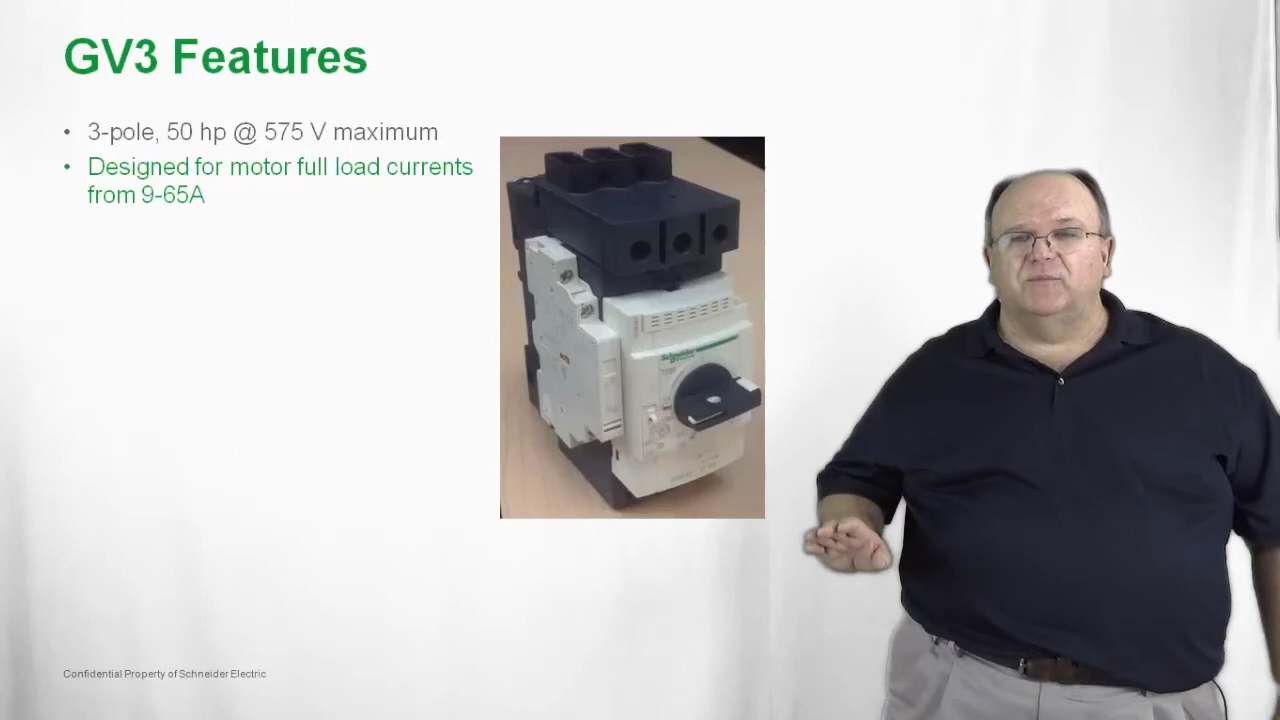 GV3 Features
• 3-pole, 50 hp @ 575 V maximum
• Designed for motor full load currents
from 9-65A
Schneider
Confidential Property of Schneider Electric